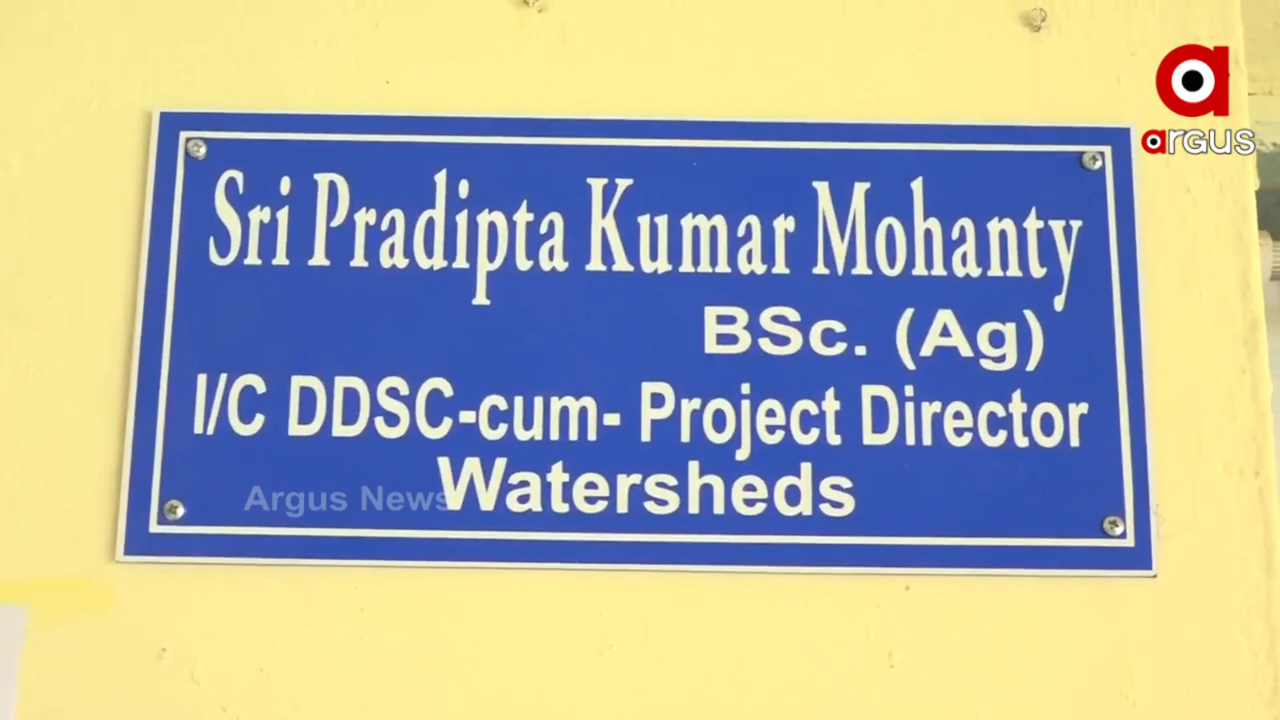 argus
Sri Pradipta Kumar Mohanty
BSc. (Ag)
I/C DDSC-cum- Project Director
Watersheds
Argus News